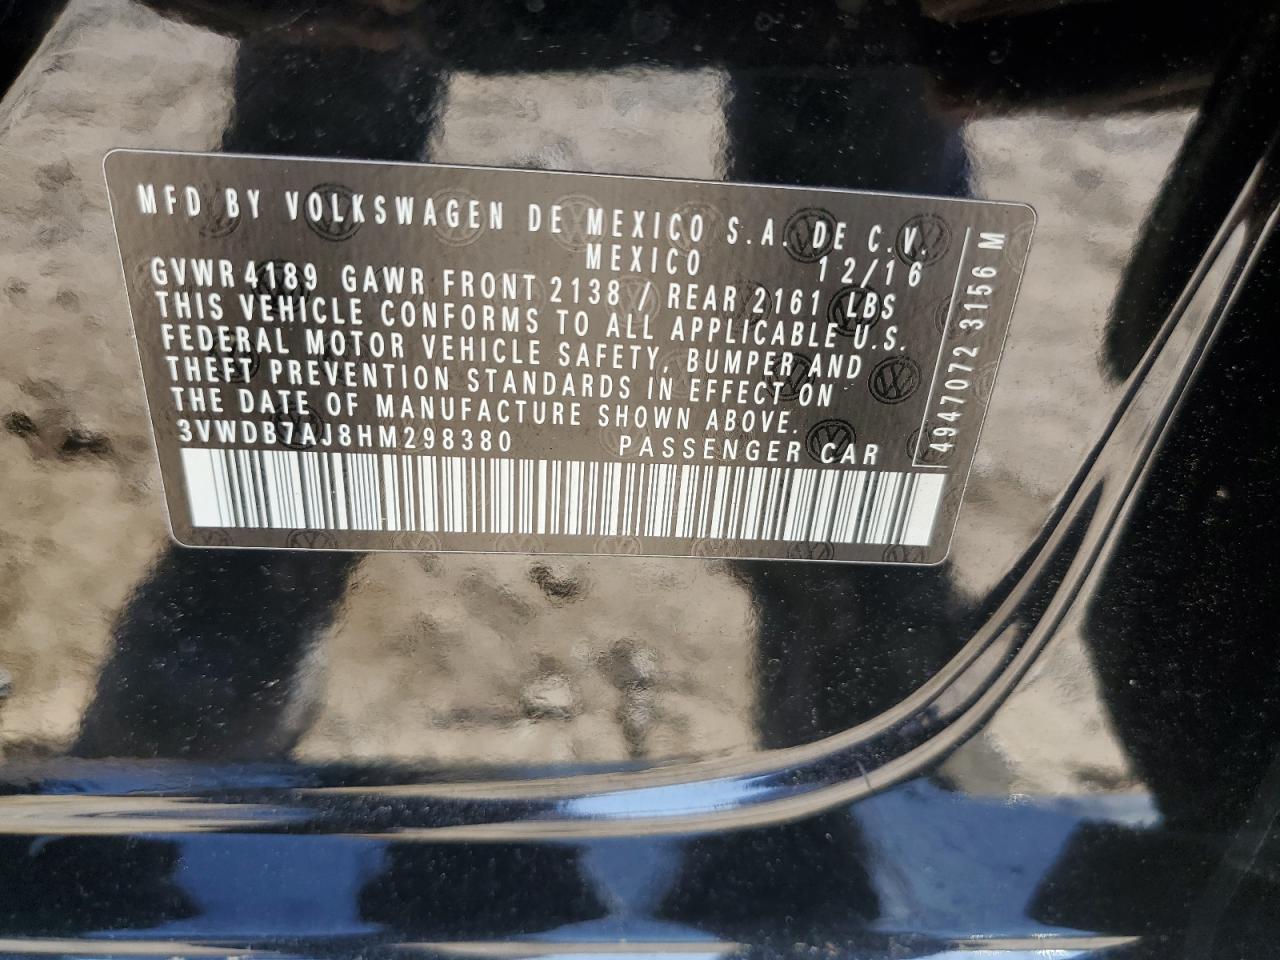 MFD BY VOLKSWAGEN DE MEXICO S.A. DE C.V.
MEXICO 12/16
GVWR 4189 GAWR FRONT 2138 / REAR 2161 LBS
THIS VEHICLE CONFORMS TO ALL APPLICABLE U.S.
FEDERAL MOTOR VEHICLE SAFETY, BUMPER AND
THEFT PREVENTION STANDARDS IN EFFECT ON
THE DATE OF MANUFACTURE SHOWN ABOVE.
3VWDB7AJ8HM298380 PASSENGER CAR
4947072 3156 M